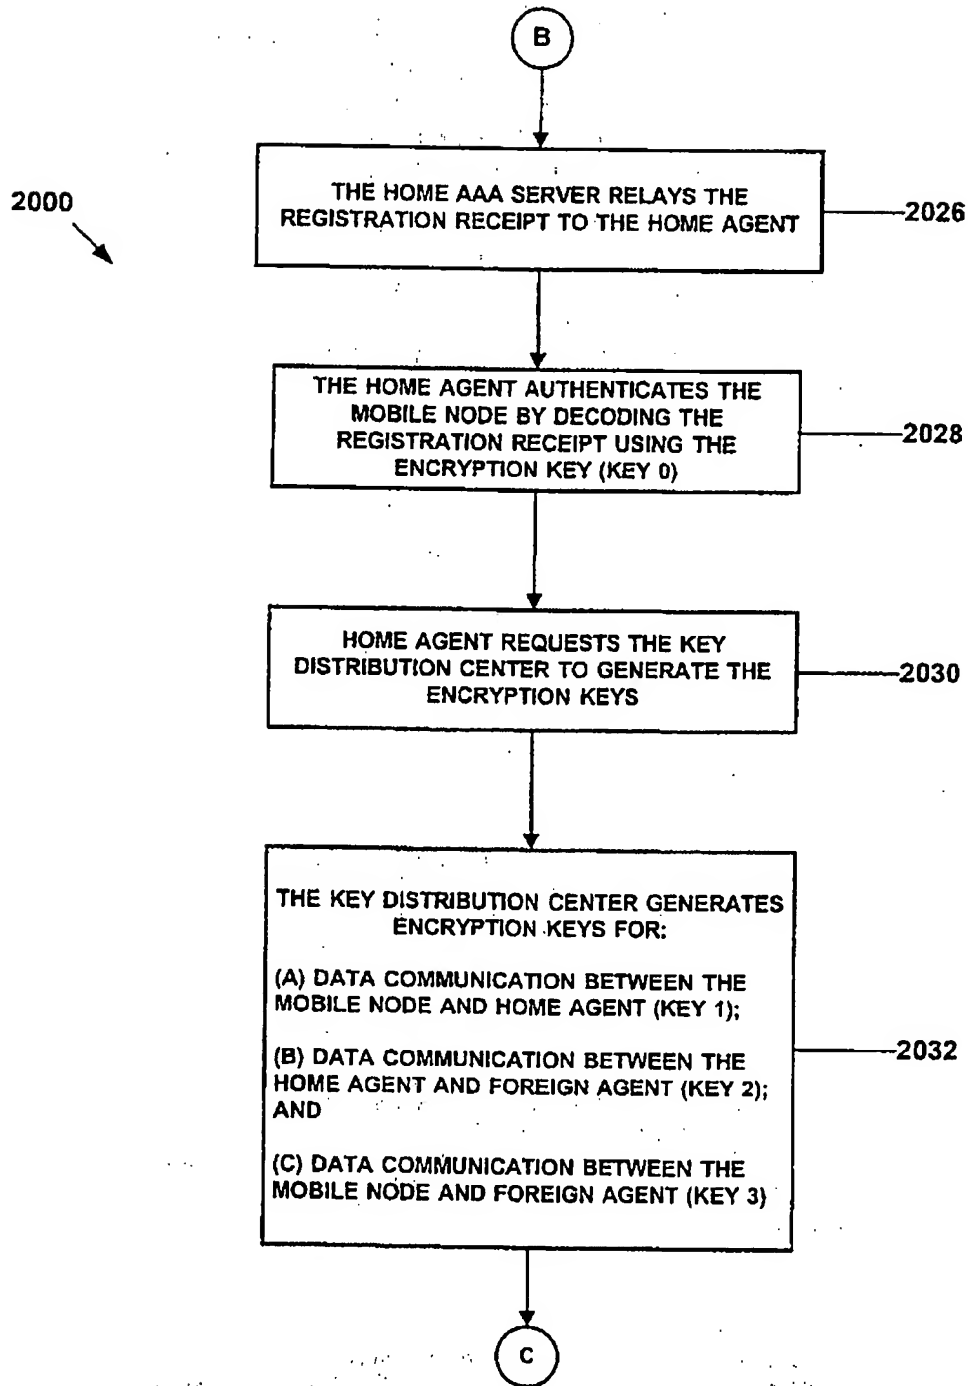 B
2000
THE HOME AAA SERVER RELAYS THE
REGISTRATION RECEIPT TO THE HOME AGENT
2026
THE HOME AGENT AUTHENTICATES THE
MOBILE NODE BY DECODING THE
REGISTRATION RECEIPT USING THE
ENCRYPTION KEY (KEY 0)
2028
HOME AGENT REQUESTS THE KEY
DISTRIBUTION CENTER TO GENERATE THE
ENCRYPTION KEYS
2030
THE KEY DISTRIBUTION CENTER GENERATES
ENCRYPTION KEYS FOR:
(A) DATA COMMUNICATION BETWEEN THE
MOBILE NODE AND HOME AGENT (KEY 1);
(B) DATA COMMUNICATION BETWEEN THE
HOME AGENT AND FOREIGN AGENT (KEY 2);
AND
(C) DATA COMMUNICATION BETWEEN THE
MOBILE NODE AND FOREIGN AGENT (KEY 3)
2032
C